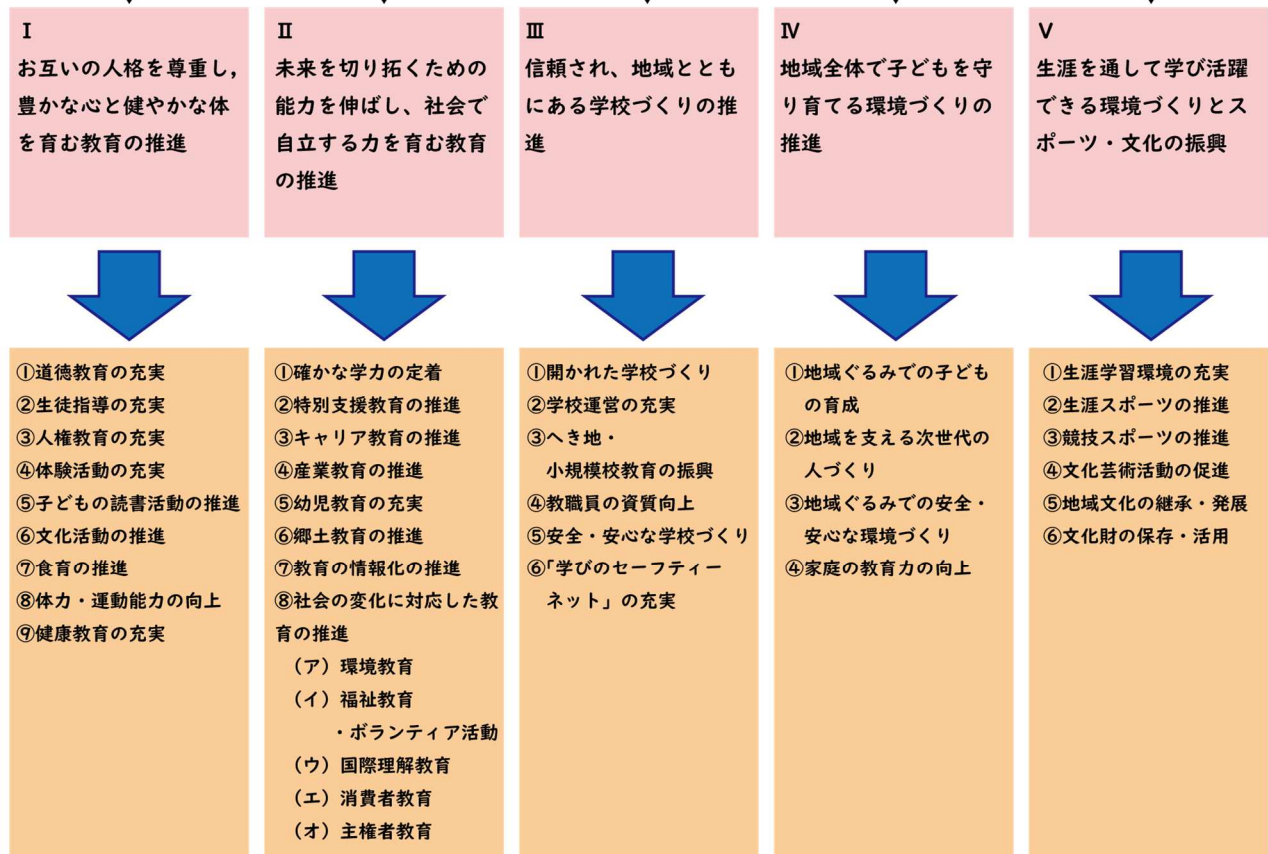 Ⅰ
お互いの人格を尊重し,
豊かな心と健やかな体
を育む教育の推進
Ⅱ
未来を切り拓くための
能力を伸ばし、社会で
自立する力を育む教育
の推進
Ⅲ
信頼され、地域ととも
にある学校づくりの推
進
Ⅳ
地域全体で子どもを守
り育てる環境づくりの
推進
Ⅴ
生涯を通して学び活躍
できる環境づくりとス
ポーツ・文化の振興
①道徳教育の充実
②生徒指導の充実
③人権教育の充実
④体験活動の充実
⑤子どもの読書活動の推進
⑥文化活動の推進
⑦食育の推進
⑧体力・運動能力の向上
⑨健康教育の充実
①確かな学力の定着
②特別支援教育の推進
③キャリア教育の推進
④産業教育の推進
⑤幼児教育の充実
⑥郷土教育の推進
⑦教育の情報化の推進
⑧社会の変化に対応した教
育の推進
（ア）環境教育
（イ）福祉教育
・ボランティア活動
（ウ）国際理解教育
（エ）消費者教育
（オ）主権者教育
①開かれた学校づくり
②学校運営の充実
③へき地・
小規模校教育の振興
④教職員の資質向上
⑤安全・安心な学校づくり
⑥「学びのセーフティー
ネット」の充実
①地域ぐるみでの子ども
の育成
②地域を支える次世代の
人づくり
③地域ぐるみでの安全・
安心な環境づくり
④家庭の教育力の向上
①生涯学習環境の充実
②生涯スポーツの推進
③競技スポーツの推進
④文化芸術活動の促進
⑤地域文化の継承・発展
⑥文化財の保存・活用